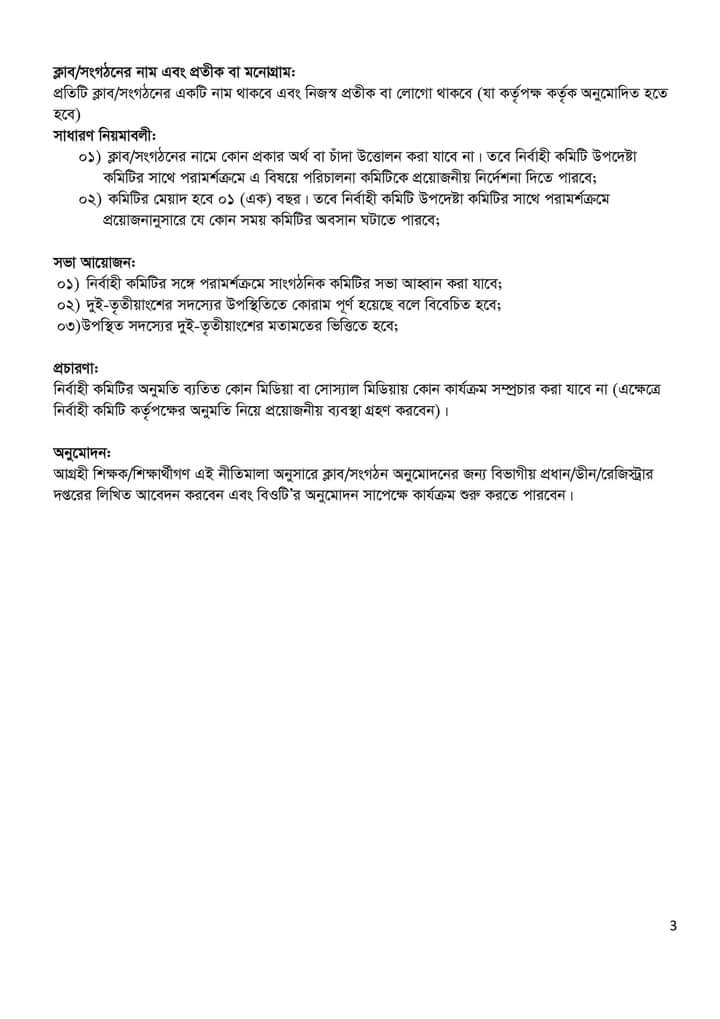 ক্লাব/সংগঠনের নাম এবং প্রতীক বা মনোগ্রাম:
প্রতিটি ক্লাব/সংগঠনের একটি নাম থাকবে এবং নিজস্ব প্রতীক বা লোগো থাকবে (যা কর্তৃপক্ষ কর্তৃক অনুমোদিত হতে
হবে)
সাধারণ নিয়মাবলী:
০১) ক্লাব/সংগঠনের নামে কোন প্রকার অর্থ বা চাঁদা উত্তোলন করা যাবে না। তবে নির্বাহী কমিটি উপদেষ্টা
কমিটির সাথে পরামর্শক্রমে এ বিষয়ে পরিচালনা কমিটিকে প্রয়োজনীয় নির্দেশনা দিতে পারবে;
০২) কমিটির মেয়াদ হবে ০১ (এক) বছর। তবে নির্বাহী কমিটি উপদেষ্টা কমিটির সাথে পরামর্শক্রমে
প্রয়োজনানুসারে যে কোন সময় কমিটির অবসান ঘটাতে পারবে;
সভা আয়োজন:
০১) নির্বাহী কমিটির সঙ্গে পরামর্শক্রমে সাংগঠনিক কমিটির সভা আহ্বান করা যাবে;
০২) দুই-তৃতীয়াংশের সদস্যের উপস্থিতিতে কোরাম পূর্ণ হয়েছে বলে বিবেচিত হবে;
০৩)উপস্থিত সদস্যের দুই-তৃতীয়াংশের মতামতের ভিত্তিতে হবে;
প্রচারণা:
নির্বাহী কমিটির অনুমতি ব্যতিত কোন মিডিয়া বা সোস্যাল মিডিয়ায় কোন কার্যক্রম সম্প্রচার করা যাবে না (এক্ষেত্রে
নির্বাহী কমিটি কর্তৃপক্ষের অনুমতি নিয়ে প্রয়োজনীয় ব্যবস্থা গ্রহণ করবেন)।
অনুমোদন:
আগ্রহী শিক্ষক/শিক্ষার্থীগণ এই নীতিমালা অনুসারে ক্লাব/সংগঠন অনুমোদনের জন্য বিভাগীয় প্রধান/ডীন/রেজিস্ট্রার
দপ্তরের লিখিত আবেদন করবেন এবং বিওটি'র অনুমোদন সাপেক্ষে কার্যক্রম শুরু করতে পারবেন।
3